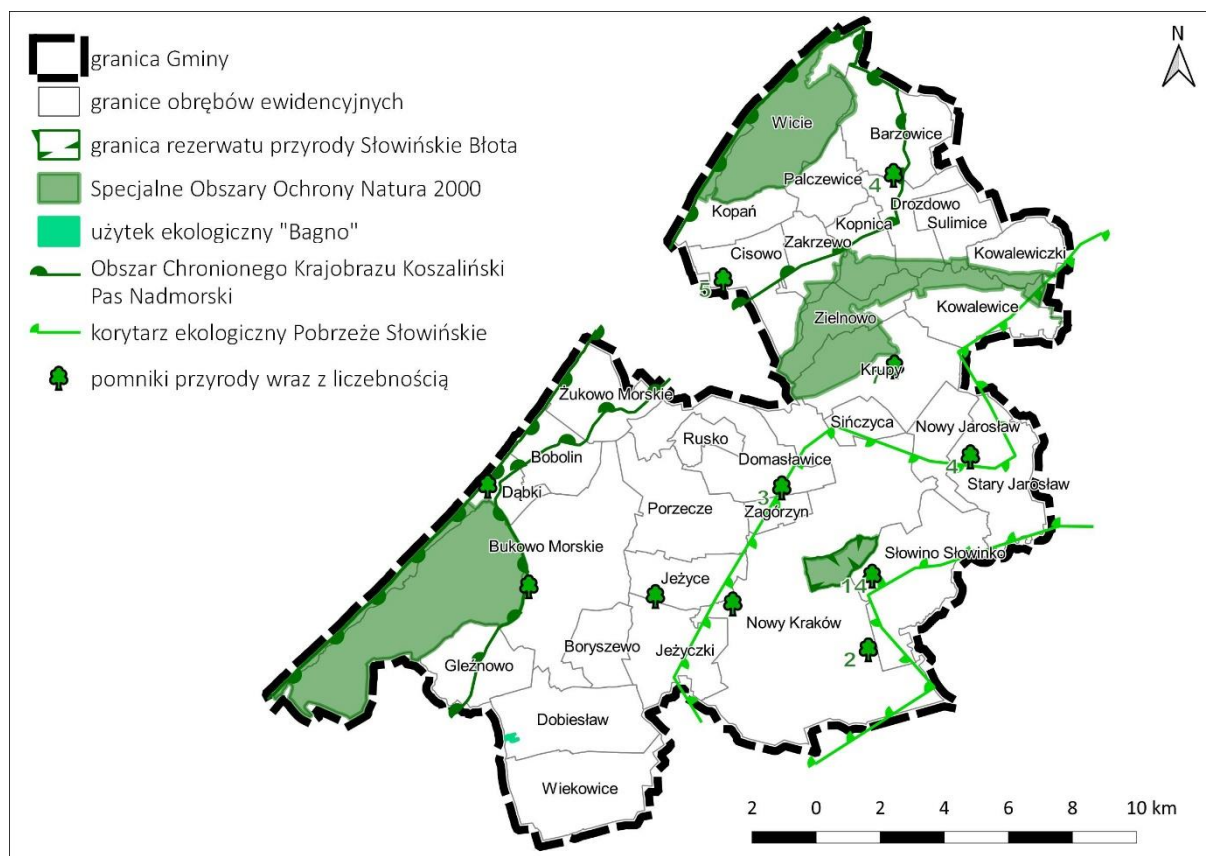 granica Gminy
granice obrębów ewidencyjnych
granica rezerwatu przyrody Słowińskie Błota
Specjalne Obszary Ochrony Natura 2000
użytek ekologiczny "Bagno"
Obszar Chronionego Krajobrazu Koszaliński
Pas Nadmorski
korytarz ekologiczny Pobrzeże Słowińskie
pomniki przyrody wraz z liczebnością
N
Wicie
Barzowice
Palczewice
4
Drozdowo
Kopań
Kopnica
Sulimice
Zakrzewo
Cisowo
Kowalewiczki
5
Kowalewice
Zielnowo
Krupy
Żukowo Morskie
Sińczyca
Nowy Jarosław
Rusko
Bobolin
Domasławice
4
Stary Jarosław
Dąbki
3
Porzecze
Zagórzyn
Bukowo Morskie
Słowino Słowinko
Jeżyce
14
Nowy Kraków
Boryszewo
Jeżyczki
2
Gleźnowo
Dobiesław
Wiekowice
2 0 2 4 6 8 10 km